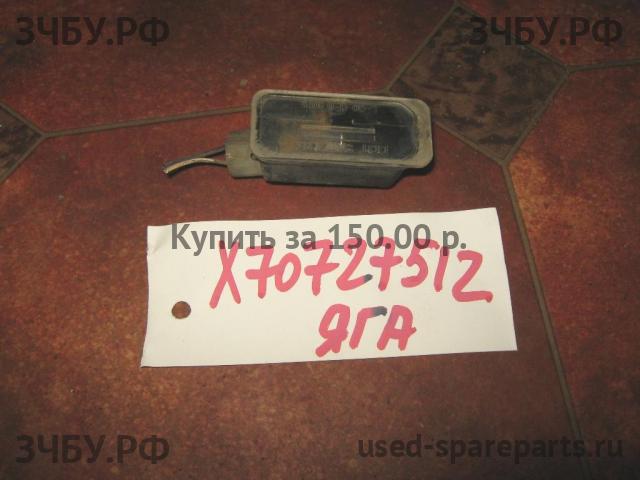 ЗЧБУ.РФ
ЗЧБУ.РФ
Купить за 150.00 р.
X70727512
ЯГА
ЗЧБУ.РФ
used-spareparts.ru